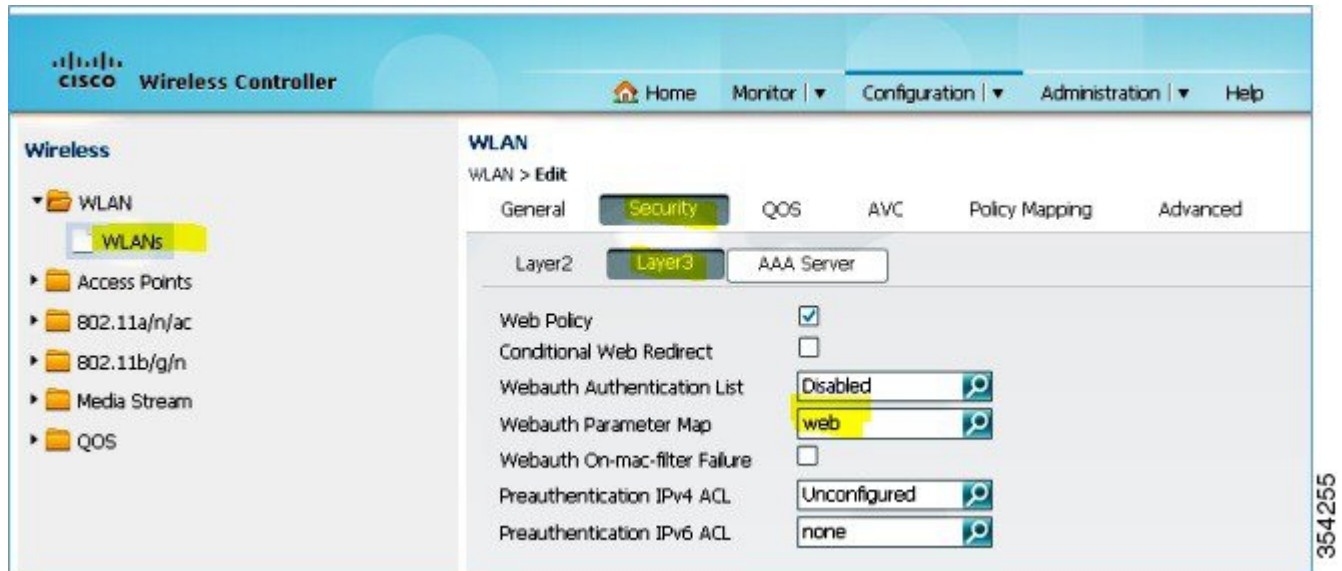 CISCO Wireless Controller
Home Monitor Configuration Administration Help
Wireless
WLAN
WLANs
Access Points
802.11a/n/ac
802.11b/g/n
Media Stream
QOS
WLAN
WLAN > Edit
General Security QOS AVC Policy Mapping Advanced
Layer2 Layer3 AAA Server
Web Policy
Conditional Web Redirect
Webauth Authentication List Disabled
Webauth Parameter Map web
Webauth On-mac-filter Failure
Preauthentication IPv4 ACL Unconfigured
Preauthentication IPv6 ACL none
354255